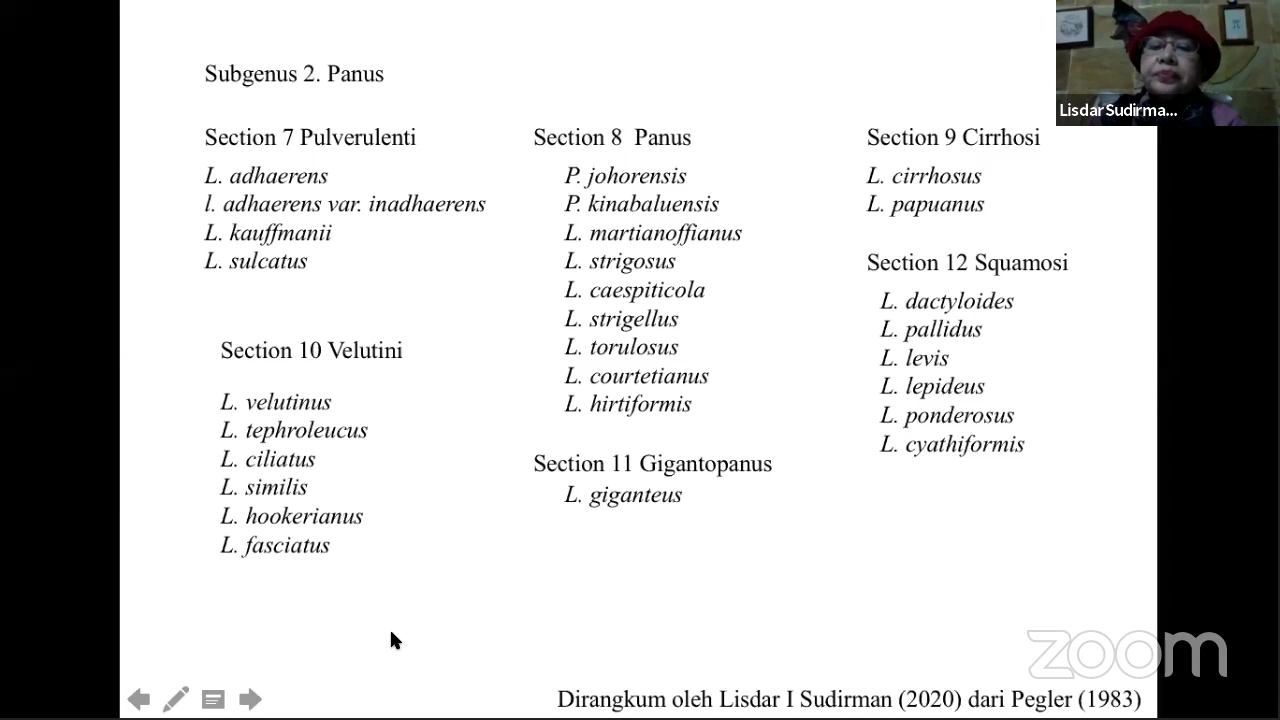 Subgenus 2. Panus
Section 7 Pulverulenti
L. adhaerens
l. adhaerens var. inadhaerens
L. kauffmanii
L. sulcatus
Section 8 Panus
P. johorensis
P. kinabaluensis
L. martianoffianus
L. strigosus
L. caespiticola
L. strigellus
L. torulosus
L. courtetianus
L. hirtiformis
Section 9 Cirrhosi
L. cirrhosus
L. papuanus
Section 10 Velutini
L. velutinus
L. tephroleucus
L. ciliatus
L. similis
L. hookerianus
L. fasciatus
Section 11 Gigantopanus
L. giganteus
Section 12 Squamosi
L. dactyloides
L. pallidus
L. levis
L. lepideus
L. ponderosus
L. cyathiformis
Dirangkum oleh Lisdar I Sudirman (2020) dari Pegler (1983)
Lisdar Sudirma...
zoom